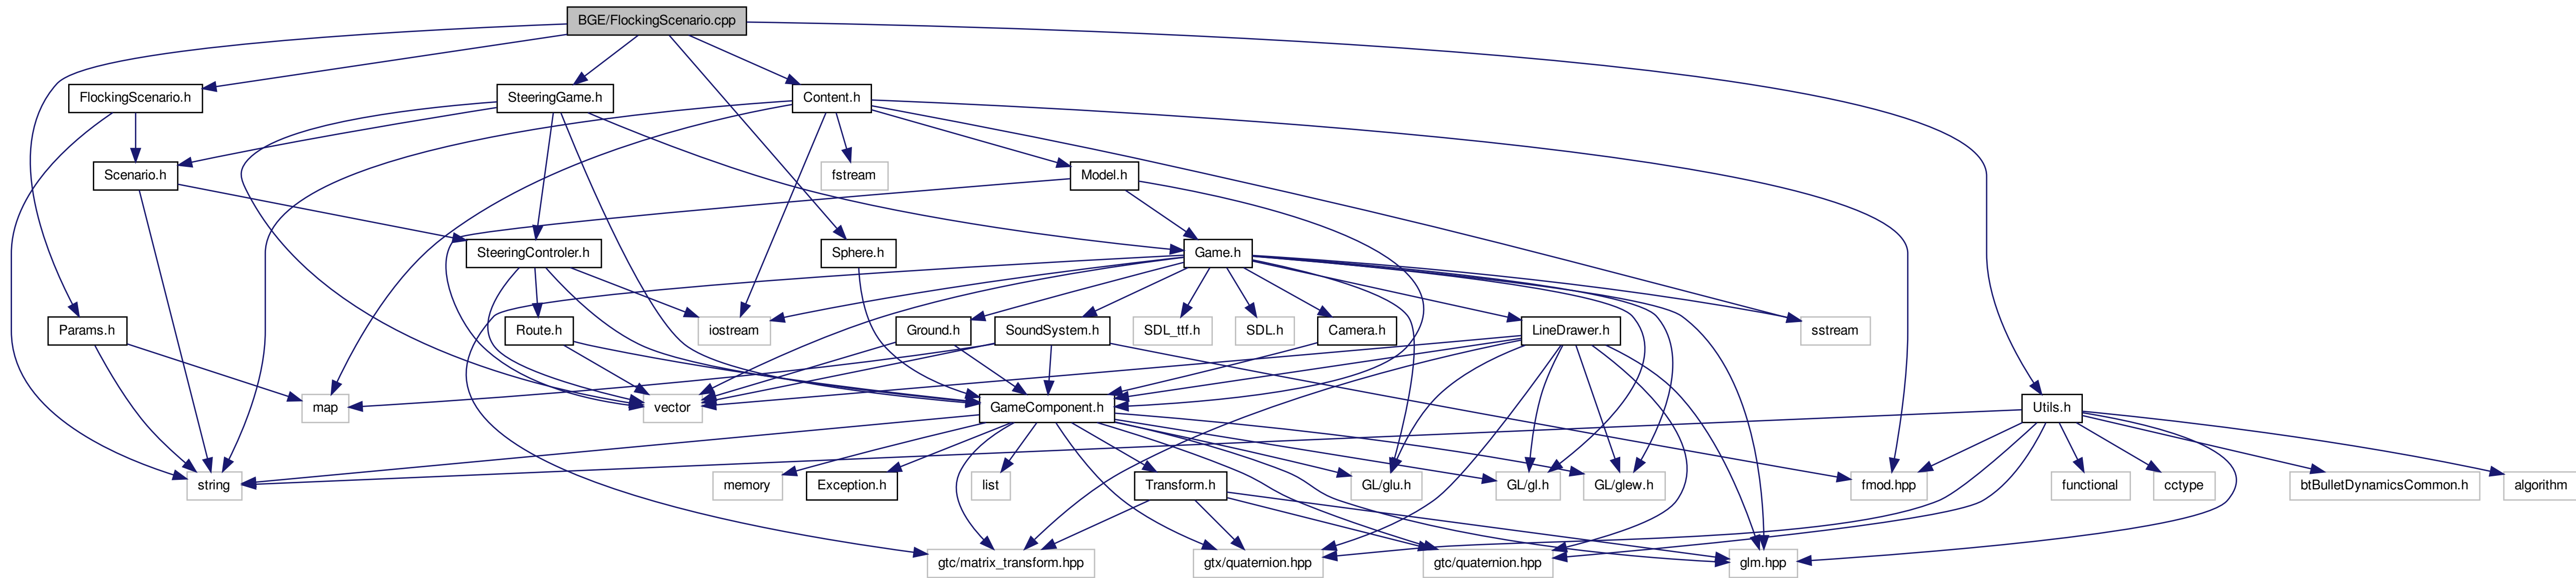 BGE/FlockingScenario.cpp
FlockingScenario.h
SteeringGame.h
Content.h
Scenario.h
fstream
Model.h
SteeringControler.h
Sphere.h
Game.h
Params.h
Route.h
iostream
Ground.h
SoundSystem.h
SDL_ttf.h
SDL.h
Camera.h
LineDrawer.h
sstream
map
vector
GameComponent.h
Utils.h
string
memory
Exception.h
list
Transform.h
GL/glu.h
GL/gl.h
GL/glew.h
fmod.hpp
functional
cctype
btBulletDynamicsCommon.h
algorithm
gtc/matrix_transform.hpp
gtx/quaternion.hpp
gtc/quaternion.hpp
glm.hpp